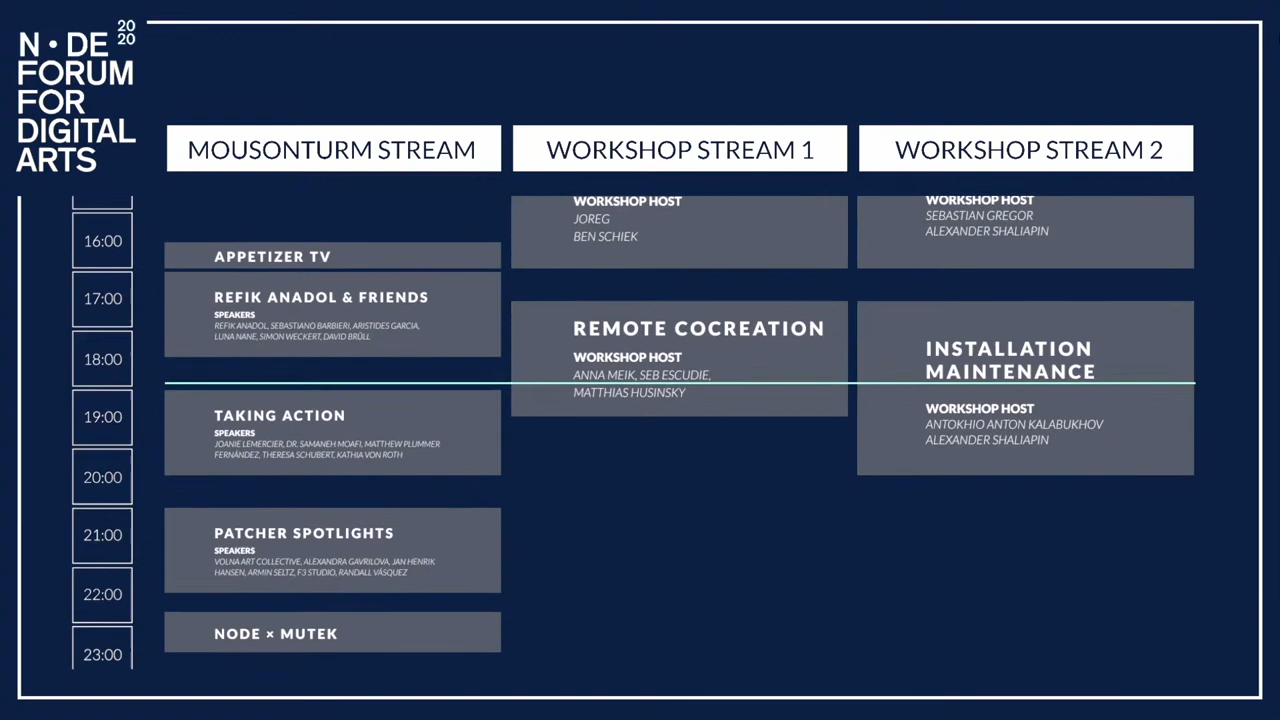 N • DE 20
20
FORUM
FOR
DIGITAL
ARTS
MOUSONTURM STREAM
WORKSHOP STREAM 1
WORKSHOP STREAM 2
16:00
17:00
18:00
19:00
20:00
21:00
22:00
23:00
APPETIZER TV
REFIK ANADOL & FRIENDS
SPEAKERS
REFIK ANADOL, SEBASTIANO BARBIERI, ARISTIDES GARCIA,
LUNA NANE, SIMON WECKERT, DAVID BRÜLL
TAKING ACTION
SPEAKERS
JOANIE LEMERCIER, DR. SAMANEH MOAFI, MATTHEW PLUMMER
FERNÁNDEZ, THERESA SCHUBERT, KATHIA VON ROTH
PATCHER SPOTLIGHTS
SPEAKERS
VOLNA ART COLLECTIVE, ALEXANDRA GAVRILOVA, JAN HENRIK
HANSEN, ARMIN SELTZ, F3 STUDIO, RANDALL VÁSQUEZ
NODE × MUTEK
WORKSHOP HOST
JOREG
BEN SCHIEK
REMOTE COCREATION
WORKSHOP HOST
ANNA MEIK, SEB ESCUDIE,
MATTHIAS HUSINSKY
WORKSHOP HOST
SEBASTIAN GREGOR
ALEXANDER SHALIAPIN
INSTALLATION
MAINTENANCE
WORKSHOP HOST
ANTOKHIO ANTON KALABUKHOV
ALEXANDER SHALIAPIN